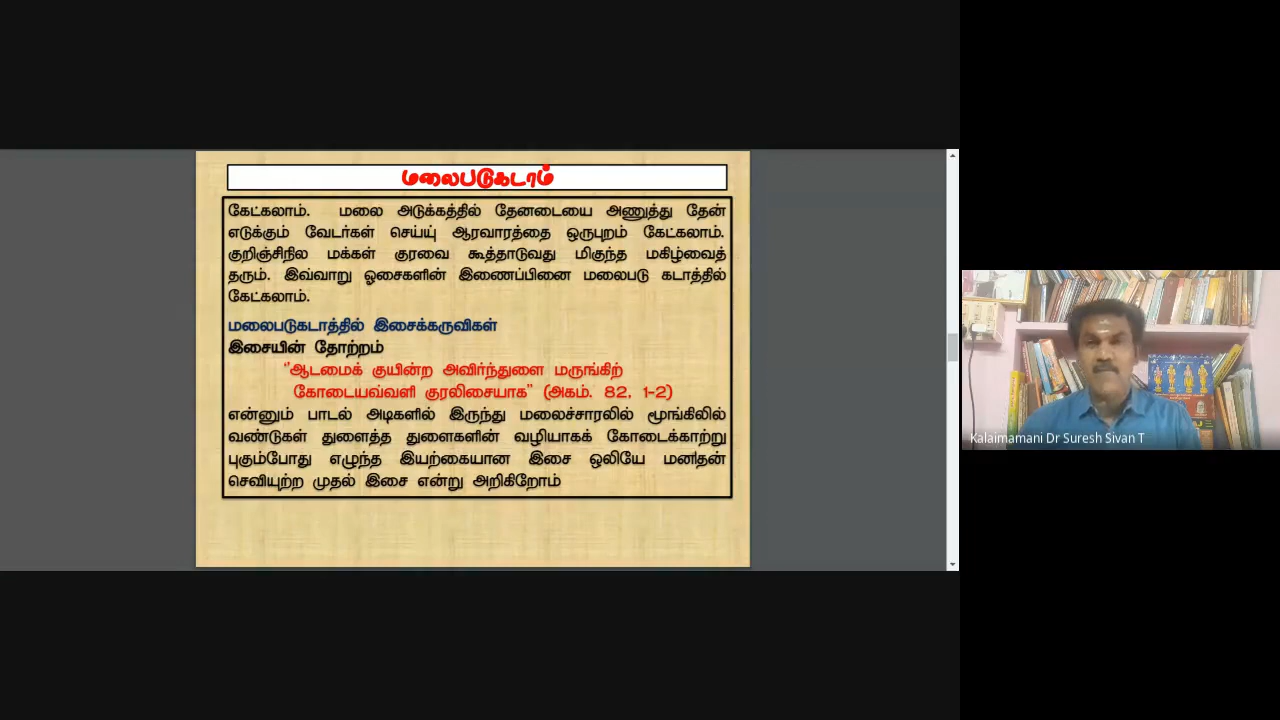 மலைபடுகடாம்
கேட்கலாம். மலை அடுக்கத்தில் தேனடையை அணுத்து தேன்
எடுக்கும் வேடர்கள் செய்யு் ஆரவாரத்தை ஒருபுறம் கேட்கலாம்.
குறிஞ்சிநில மக்கள் குரவை கூத்தாடுவது மிகுந்த மகிழ்வைத்
தரும். இவ்வாறு ஓசைகளின் இணைப்பினை மலைபடு கடாத்தில்
கேட்கலாம்.
மலைபடுகடாத்தில் இசைக்கருவிகள்
இசையின் தோற்றம்
"ஆடமைக் குயின்ற அவிர்ந்துளை மருங்கிற்
கோடையவ்வளி குரலிசையாக" (அகம். 82, 1-2)
என்னும் பாடல் அடிகளில் இருந்து மலைச்சாரலில் மூங்கிலில்
வண்டுகள் துளைத்த துளைகளின் வழியாகக் கோடைக்காற்று
புகும்போது எழுந்த இயற்கையான இசை ஒலியே மனிதன்
செவியுற்ற முதல் இசை என்று அறிகிறோம்
Kalaimamani Dr Suresh Sivan T